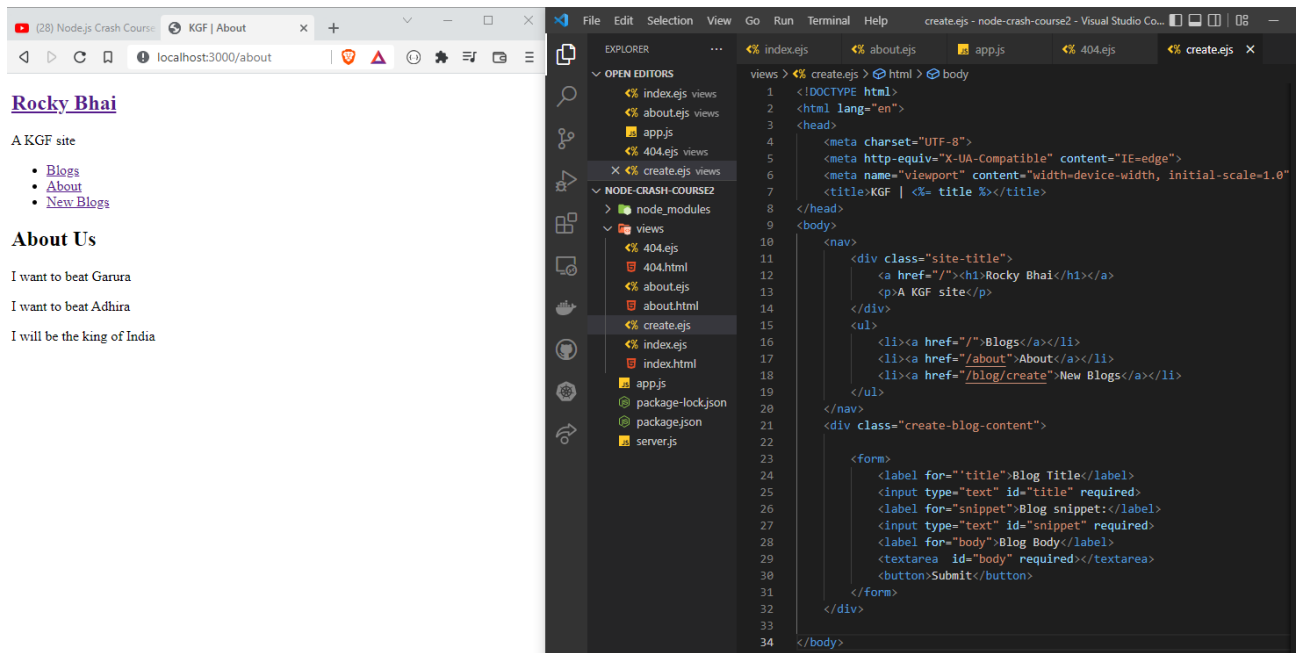 (28) Node.js Crash Course
KGF | About
localhost:3000/about
Rocky Bhai
A KGF site
Blogs
About
New Blogs
About Us
I want to beat Garura
I want to beat Adhira
I will be the king of India
File Edit Selection View Go Run Terminal Help
create.ejs - node-crash-course2 - Visual Studio Co...
EXPLORER
OPEN EDITORS
index.ejs views
about.ejs views
app.js
404.ejs views
create.ejs views
NODE-CRASH-COURSE2
node_modules
views
404.ejs
404.html
about.ejs
about.html
create.ejs
index.ejs
index.html
app.js
package-lock.json
package.json
server.js
index.ejs about.ejs app.js 404.ejs create.ejs
views > create.ejs > html > body
1 <!DOCTYPE html>
2 <html lang="en">
3 <head>
4 <meta charset="UTF-8">
5 <meta http-equiv="X-UA-Compatible" content="IE=edge">
6 <meta name="viewport" content="width=device-width, initial-scale=1.0"
7 <title>KGF | <%= title %></title>
8 </head>
9 <body>
10 <nav>
11 <div class="site-title">
12 <a href="/"><h1>Rocky Bhai</h1></a>
13 <p>A KGF site</p>
14 </div>
15 <ul>
16 <li><a href="/">Blogs</a></li>
17 <li><a href="/about">About</a></li>
18 <li><a href="/blog/create">New Blogs</a></li>
19 </ul>
20 </nav>
21 <div class="create-blog-content">
22
23 <form>
24 <label for="'title">Blog Title</label>
25 <input type="text" id="title" required>
26 <label for="snippet">Blog snippet:</label>
27 <input type="text" id="snippet" required>
28 <label for="body">Blog Body</label>
29 <textarea  id="body" required></textarea>
30 <button>Submit</button>
31 </form>
32 </div>
33
34 </body>